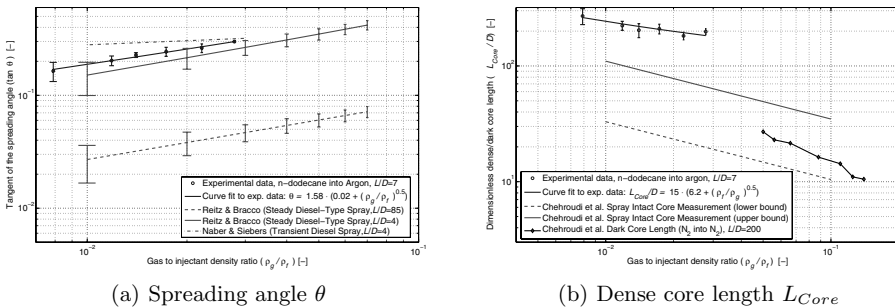 Tangent of the spreading angle (tan θ) [–]
10⁰
10⁻¹
10⁻²
10⁻² 10⁻¹
Gas to injectant density ratio (ρg/ρf) [–]
Experimental data, n–dodecane into Argon, L/D=7
Curve fit to exp. data: θ = 1.58 · (0.02 + (ρg/ρf)^0.5)
Reitz & Bracco (Steady Diesel–Type Spray,L/D=85)
Reitz & Bracco (Steady Diesel–Type Spray,L/D=4)
Naber & Siebers (Transient Diesel Spray,L/D=4)
(a) Spreading angle θ
Dimensionless dense/dark core length (L_Core/D) [–]
10³
10²
10¹
10⁻² 10⁻¹
Gas to injectant density ratio (ρg/ρf) [–]
Experimental data, n–dodecane into Argon, L/D=7
Curve fit to exp. data: L_Core/D = 15 · (6.2 + (ρf/ρg)^0.5)
Chehroudi et al. Spray Intact Core Measurement (lower bound)
Chehroudi et al. Spray Intact Core Measurement (upper bound)
Chehroudi et al. Dark Core Length (N₂ into N₂), L/D=200
(b) Dense core length L_Core